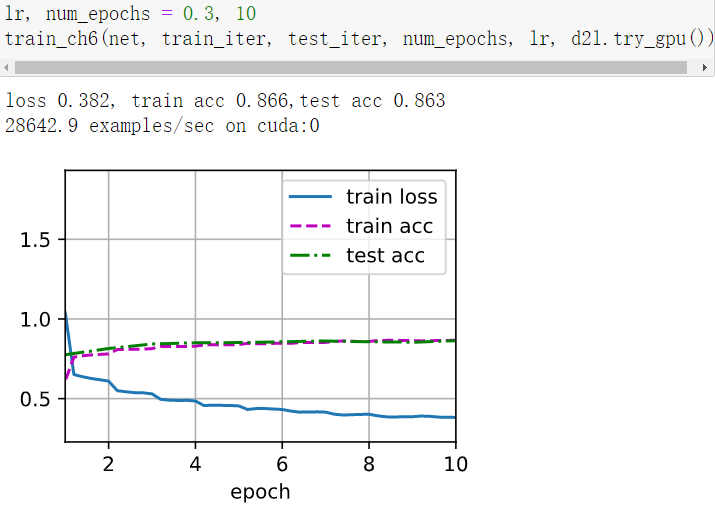 lr, num_epochs = 0.3, 10
train_ch6(net, train_iter, test_iter, num_epochs, lr, d2l.try_gpu())
loss 0.382, train acc 0.866,test acc 0.863
28642.9 examples/sec on cuda:0
train loss
train acc
test acc
1.5
1.0
0.5
2 4 6 8 10
epoch